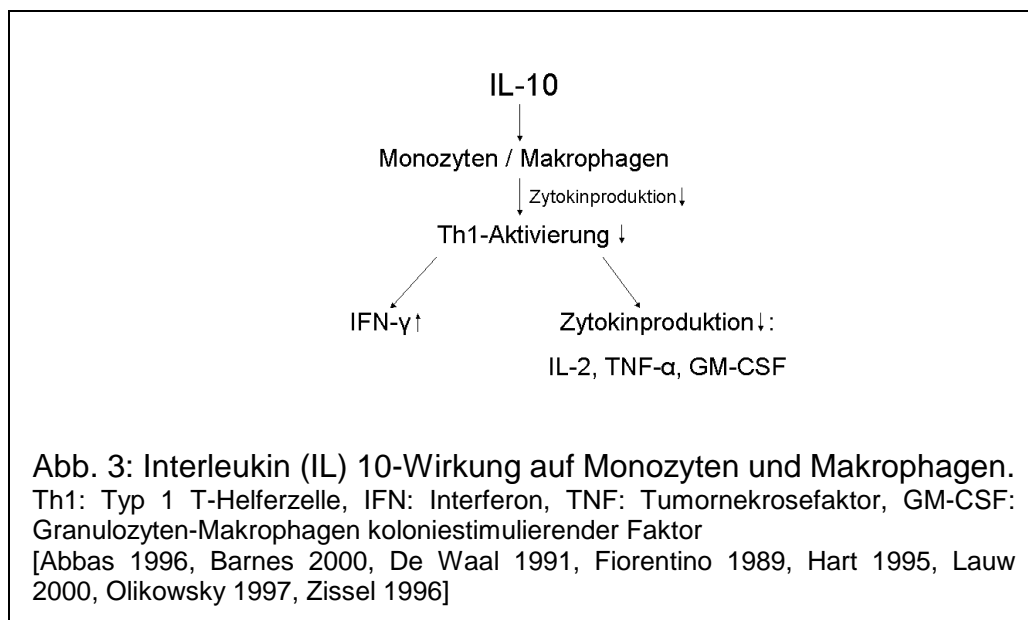 IL-10
Monozyten / Makrophagen
Zytokinproduktion↓
Th1-Aktivierung ↓
IFN-γ↑ Zytokinproduktion↓:
IL-2, TNF-α, GM-CSF
Abb. 3: Interleukin (IL) 10-Wirkung auf Monozyten und Makrophagen.
Th1: Typ 1 T-Helferzelle, IFN: Interferon, TNF: Tumornekrosefaktor, GM-CSF:
Granulozyten-Makrophagen koloniestimulierender Faktor
[Abbas 1996, Barnes 2000, De Waal 1991, Fiorentino 1989, Hart 1995, Lauw
2000, Olikowsky 1997, Zissel 1996]